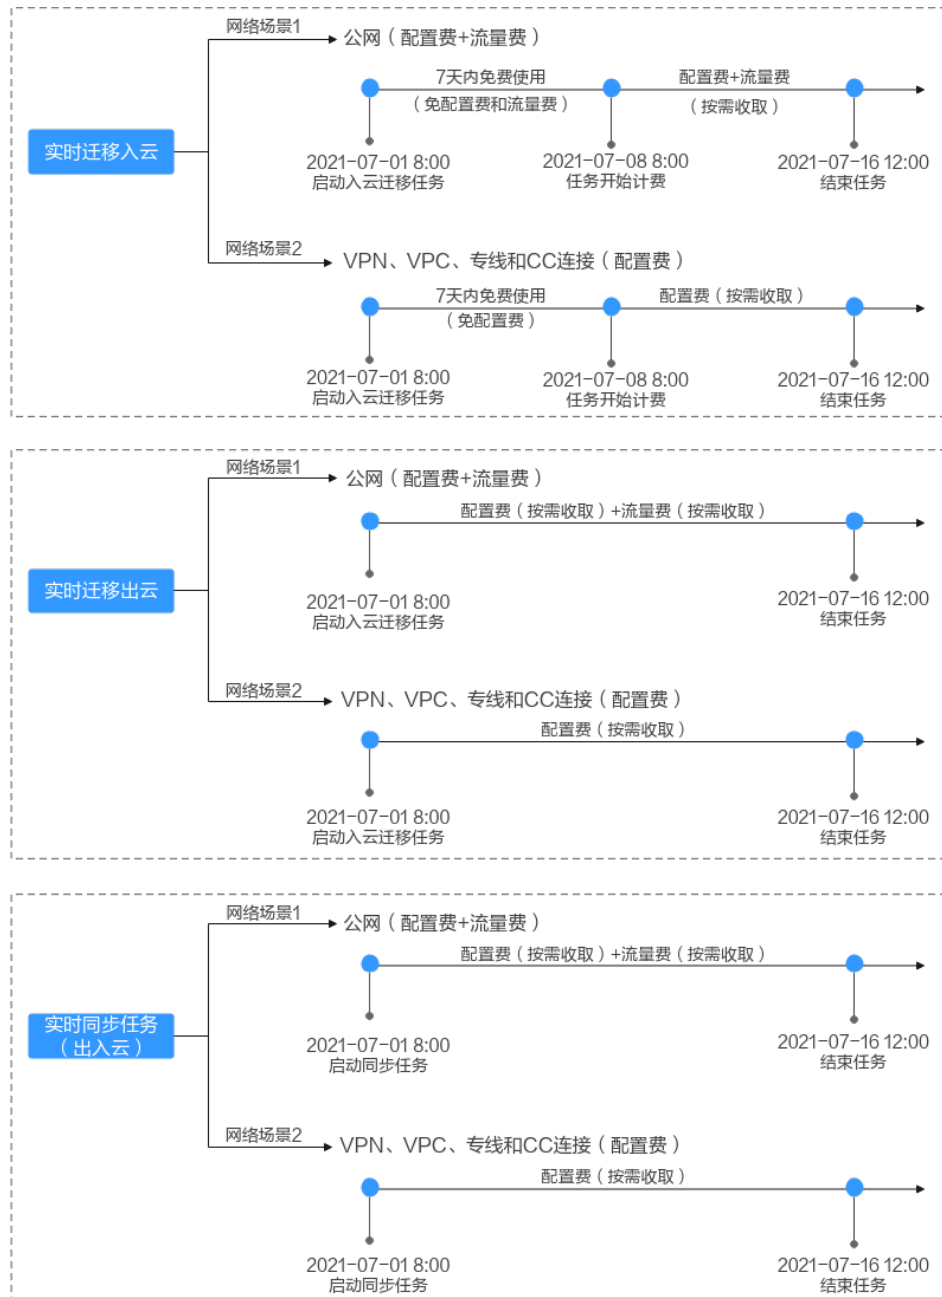 网络场景1
公网（配置费+流量费）
7天内免费使用
配置费+流量费
（免配置费和流量费）
（按需收取）
实时迁移入云
2021-07-01 8:00
启动入云迁移任务
2021-07-08 8:00
任务开始计费
2021-07-16 12:00
结束任务
网络场景2
VPN、VPC、专线和CC连接（配置费）
7天内免费使用
配置费（按需收取）
（免配置费）
2021-07-01 8:00
启动入云迁移任务
2021-07-08 8:00
任务开始计费
2021-07-16 12:00
结束任务
网络场景1
公网（配置费+流量费）
配置费（按需收取）+流量费（按需收取）
实时迁移出云
2021-07-01 8:00
启动入云迁移任务
2021-07-16 12:00
结束任务
网络场景2
VPN、VPC、专线和CC连接（配置费）
配置费（按需收取）
2021-07-01 8:00
启动入云迁移任务
2021-07-16 12:00
结束任务
网络场景1
公网（配置费+流量费）
配置费（按需收取）+流量费（按需收取）
实时同步任务
（出入云）
2021-07-01 8:00
启动同步任务
2021-07-16 12:00
结束任务
网络场景2
VPN、VPC、专线和CC连接（配置费）
配置费（按需收取）
2021-07-01 8:00
启动同步任务
2021-07-16 12:00
结束任务